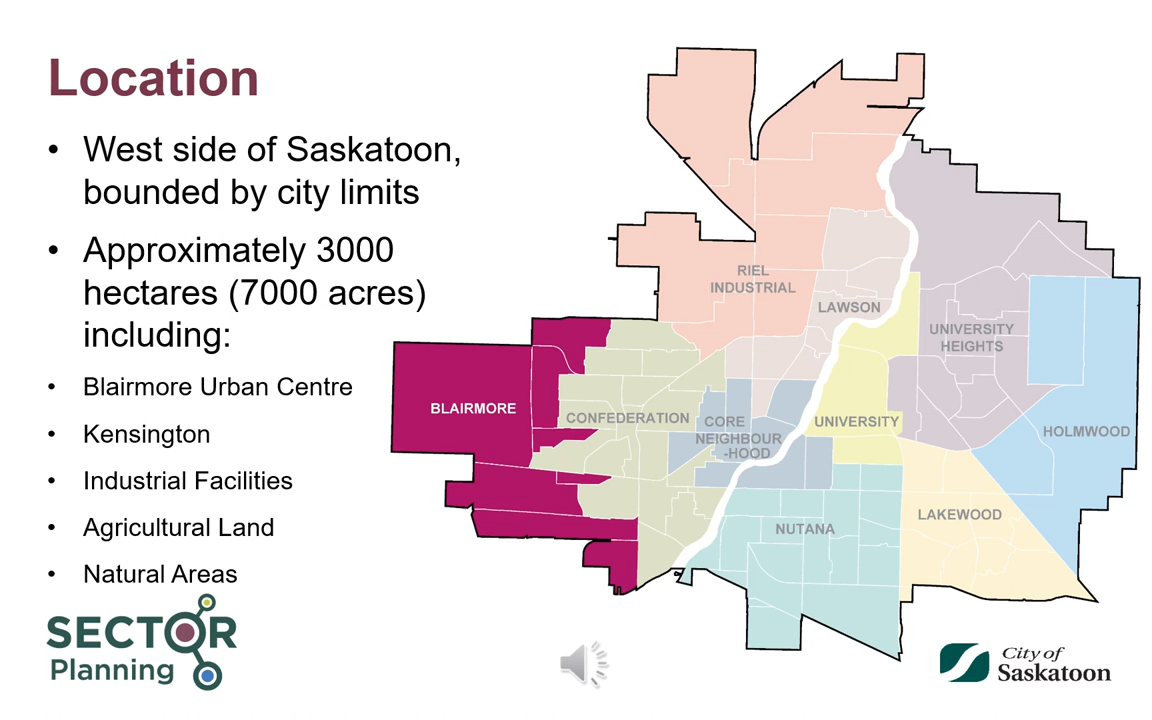 Location
• West side of Saskatoon,
bounded by city limits
• Approximately 3000
hectares (7000 acres)
including:
• Blairmore Urban Centre
• Kensington
• Industrial Facilities
• Agricultural Land
• Natural Areas
SECTOR
Planning
RIEL
INDUSTRIAL
LAWSON
UNIVERSITY
HEIGHTS
BLAIRMORE
CONFEDERATION
CORE
NEIGHBOUR
-HOOD
UNIVERSITY
HOLMWOOD
NUTANA
LAKEWOOD
City of
Saskatoon